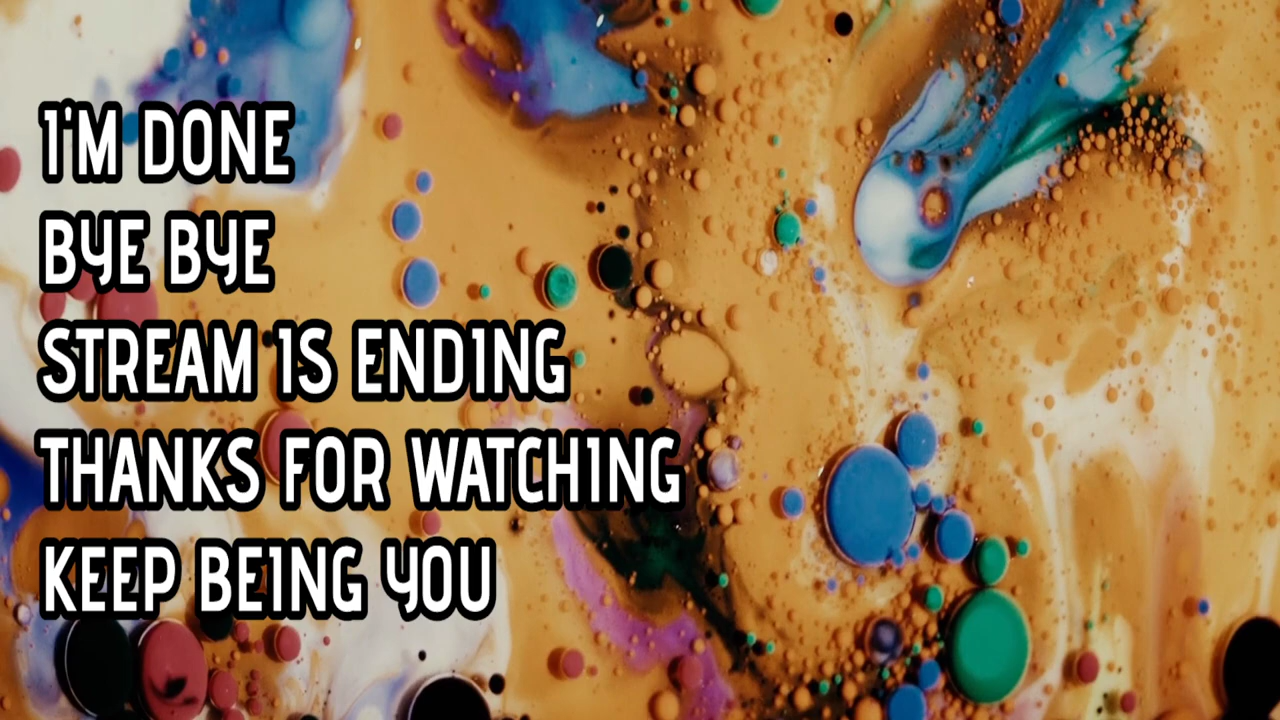 I'M DONE
BYE BYE
STREAM IS ENDING
THANKS FOR WATCHING
KEEP BEING YOU